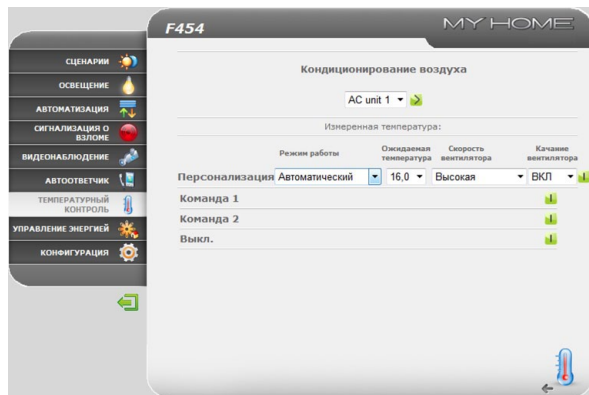 F454
MY HOME
СЦЕНАРИИ
ОСВЕЩЕНИЕ
АВТОМАТИЗАЦИЯ
СИГНАЛИЗАЦИЯ О
ВЗЛОМЕ
ВИДЕОНАБЛЮДЕНИЕ
АВТООТВЕТЧИК
ТЕМПЕРАТУРНЫЙ
КОНТРОЛЬ
УПРАВЛЕНИЕ ЭНЕРГИЕЙ
КОНФИГУРАЦИЯ
Кондиционирование воздуха
AC unit 1
Измеренная температура:
Режим работы Ожидаемая температура Скорость вентилятора Качание вентилятора
Персонализация Автоматический 16,0 Высокая ВКЛ
Команда 1
Команда 2
Выкл.